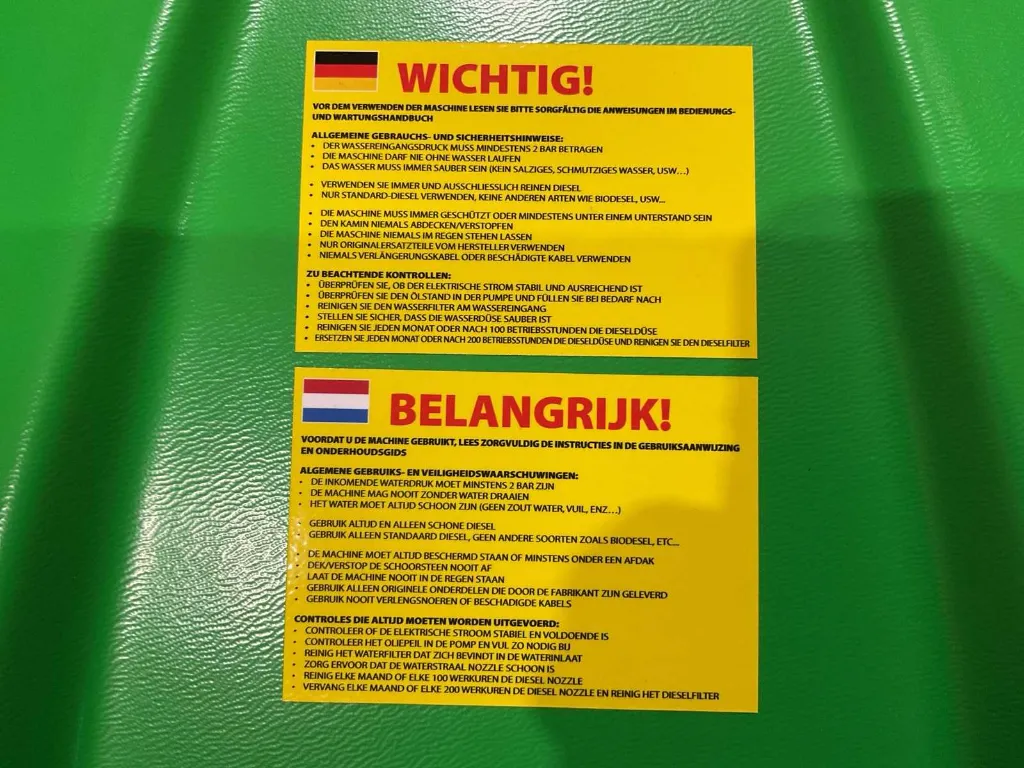 WICHTIG!
VOR DEM VERWENDEN DER MASCHINE LESEN SIE BITTE SORGFÄLTIG DIE ANWEISUNGEN IM BEDIENUNGS-
UND WARTUNGSHANDBUCH
ALLGEMEINE GEBRAUCHS- UND SICHERHEITSHINWEISE:
• DER WASSEREINGANGSDRUCK MUSS MINDESTENS 2 BAR BETRAGEN
• DIE MASCHINE DARF NIE OHNE WASSER LAUFEN
• DAS WASSER MUSS IMMER SAUBER SEIN (KEIN SALZIGES, SCHMUTZIGES WASSER, USW…)
• VERWENDEN SIE IMMER UND AUSSCHLIESSLICH REINEN DIESEL
• NUR STANDARD-DIESEL VERWENDEN, KEINE ANDEREN ARTEN WIE BIODESEL, USW...
• DIE MASCHINE MUSS IMMER GESCHÜTZT ODER MINDESTENS UNTER EINEM UNTERSTAND SEIN
• DEN KAMIN NIEMALS ABDECKEN/VERSTOPFEN
• DIE MASCHINE NIEMALS IM REGEN STEHEN LASSEN
• NUR ORIGINALERSATZTEILE VOM HERSTELLER VERWENDEN
• NIEMALS VERLÄNGERUNGSKABEL ODER BESCHÄDIGTE KABEL VERWENDEN
ZU BEACHTENDE KONTROLLEN:
• ÜBERPRÜFEN SIE, OB DER ELEKTRISCHE STROM STABIL UND AUSREICHEND IST
• ÜBERPRÜFEN SIE DEN ÖLSTAND IN DER PUMPE UND FÜLLEN SIE BEI BEDARF NACH
• REINIGEN SIE DEN WASSERFILTER AM WASSEREINGANG
• STELLEN SIE SICHER, DASS DIE WASSERDÜSE SAUBER IST
• REINIGEN SIE JEDEN MONAT ODER NACH 100 BETRIEBSSTUNDEN DIE DIESELDÜSE
• ERSETZEN SIE JEDEN MONAT ODER NACH 200 BETRIEBSSTUNDEN DIE DIESELDÜSE UND REINIGEN SIE DEN DIESELFILTER
BELANGRIJK!
VOORDAT U DE MACHINE GEBRUIKT, LEES ZORGVULDIG DE INSTRUCTIES IN DE GEBRUIKSAANWIJZING
EN ONDERHOUDSGIDS
ALGEMENE GEBRUIKS- EN VEILIGHEIDSWAARSCHUWINGEN:
• DE INKOMENDE WATERDRUK MOET MINSTENS 2 BAR ZIJN
• DE MACHINE MAG NOOIT ZONDER WATER DRAAIEN
• HET WATER MOET ALTIJD SCHOON ZIJN (GEEN ZOUT WATER, VUIL, ENZ…)
GEBRUIK ALTIJD EN ALLEEN SCHONE DIESEL
GEBRUIK ALLEEN STANDAARD DIESEL, GEEN ANDERE SOORTEN ZOALS BIODESEL, ETC...
• DE MACHINE MOET ALTIJD BESCHERMD STAAN OF MINSTENS ONDER EEN AFDAK
• DEK/VERSTOP DE SCHOORSTEEN NOOIT AF
• LAAT DE MACHINE NOOIT IN DE REGEN STAAN
• GEBRUIK ALLEEN ORIGINELE ONDERDELEN DIE DOOR DE FABRIKANT ZIJN GELEVERD
• GEBRUIK NOOIT VERLENGSNOEREN OF BESCHADIGDE KABELS
CONTROLES DIE ALTIJD MOETEN WORDEN UITGEVOERD:
• CONTROLEER OF DE ELEKTRISCHE STROOM STABIEL EN VOLDOENDE IS
• CONTROLEER HET OLIEPEIL IN DE POMP EN VUL ZO NODIG BIJ
• REINIG HET WATERFILTER DAT ZICH BEVINDT IN DE WATERINLAAT
• ZORG ERVOOR DAT DE WATERSTRAAL NOZZLE SCHOON IS
• REINIG ELKE MAAND OF ELKE 100 WERKUREN DE DIESEL NOZZLE
• VERVANG ELKE MAAND OF ELKE 200 WERKUREN DE DIESEL NOZZLE EN REINIG HET DIESELFILTER